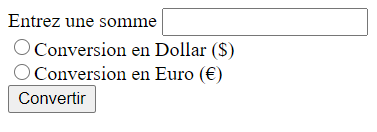 Entrez une somme
Conversion en Dollar ($)
Conversion en Euro (€)
Convertir